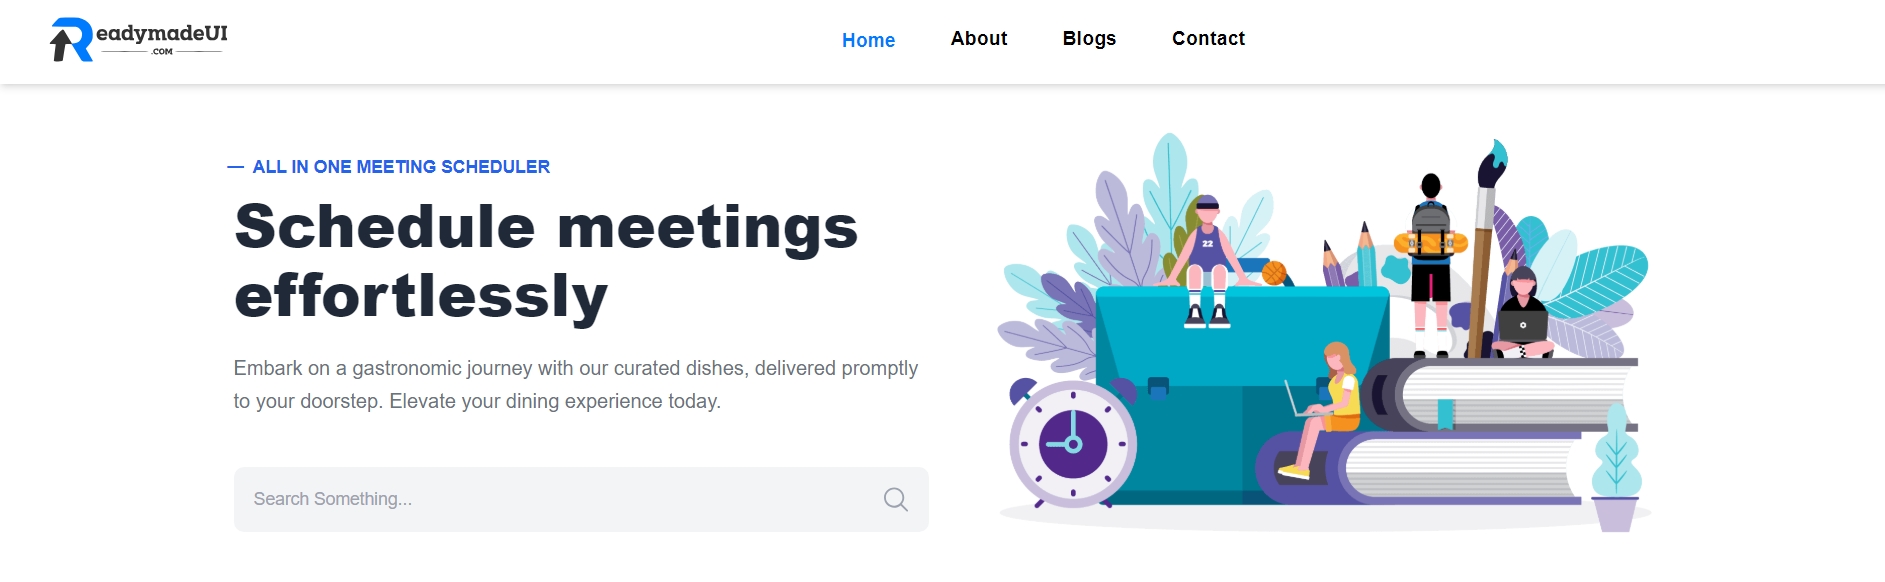 ReadymadeUI
.COM
Home About Blogs Contact
— ALL IN ONE MEETING SCHEDULER
Schedule meetings
effortlessly
Embark on a gastronomic journey with our curated dishes, delivered promptly
to your doorstep. Elevate your dining experience today.
Search Something...
22